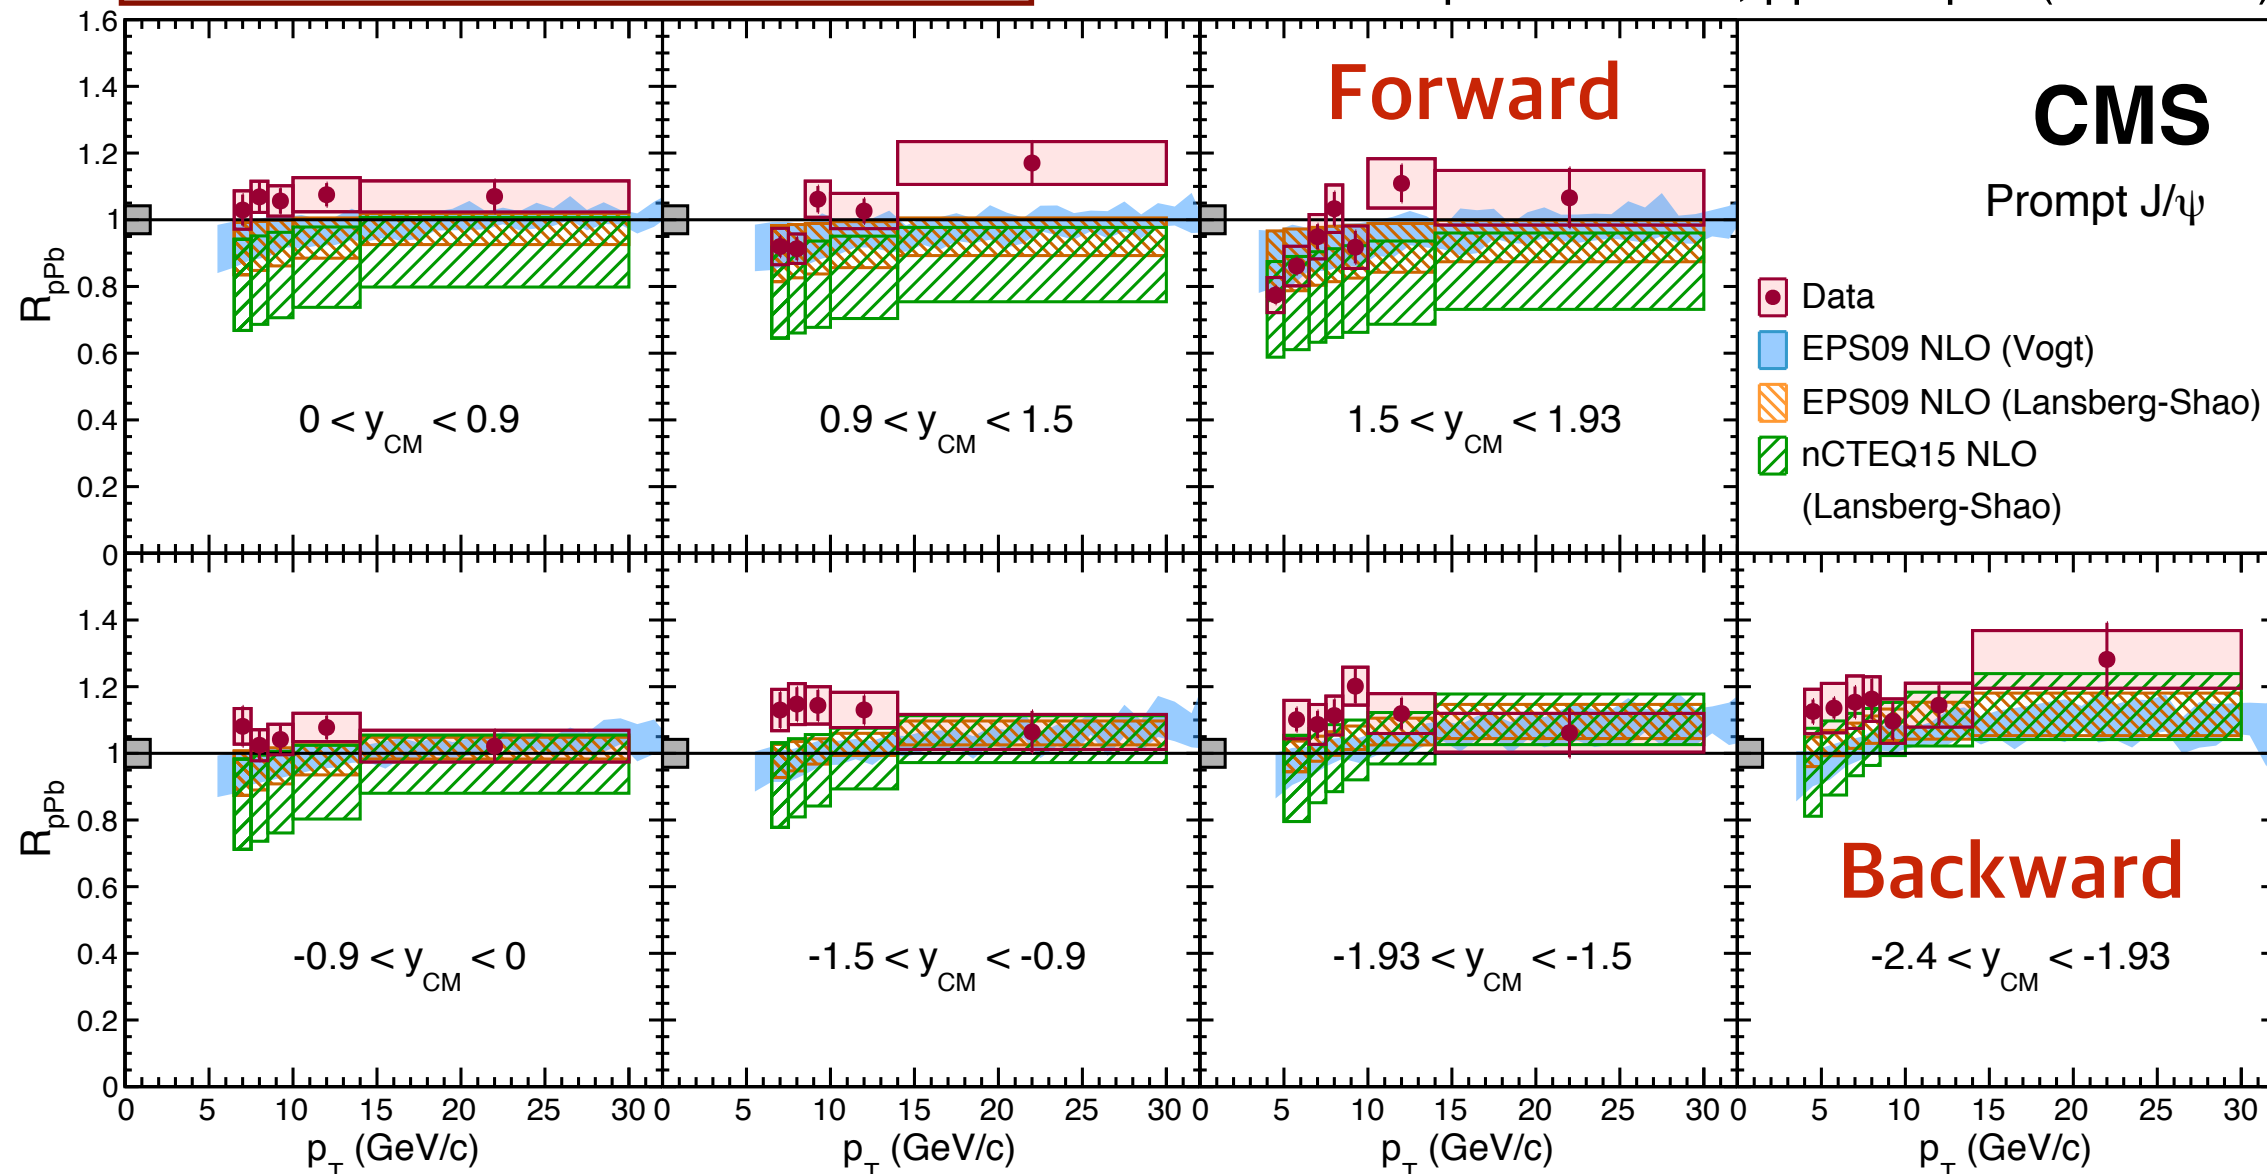 1.6
1.4
1.2
1
0.8
0.6
0.4
0.2
0
R_pPb
0 < y_CM < 0.9
0.9 < y_CM < 1.5
Forward
1.5 < y_CM < 1.93
CMS
Prompt J/ψ
Data
EPS09 NLO (Vogt)
EPS09 NLO (Lansberg-Shao)
nCTEQ15 NLO
(Lansberg-Shao)
1.4
1.2
1
0.8
0.6
0.4
0.2
0
R_pPb
-0.9 < y_CM < 0
-1.5 < y_CM < -0.9
-1.93 < y_CM < -1.5
Backward
-2.4 < y_CM < -1.93
0 5 10 15 20 25 30 0 5 10 15 20 25 30 5 10 15 20 25 30 0 5 10 15 20 25 30
p_T (GeV/c) p_T (GeV/c) p_T (GeV/c) p_T (GeV/c)